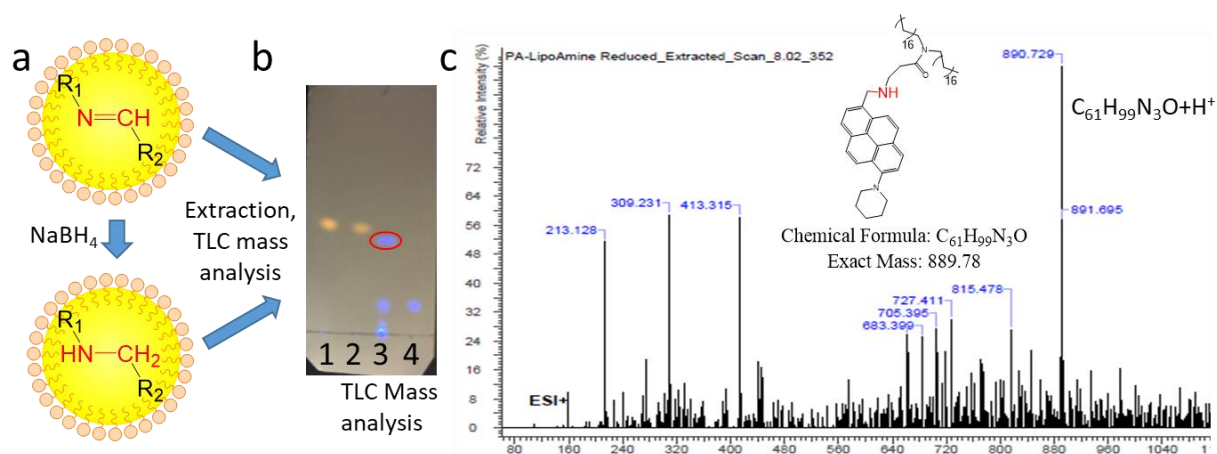 a
R1
N=CH
R2
NaBH4
R1
HN-CH2
R2
Extraction,
TLC mass
analysis
b
1 2 3 4
TLC Mass
analysis
c
PA-LipoAmine Reduced_Extracted_Scan_8.02_352
Relative Intensity (%)
72
64
56
48
40
32
24
16
8
0
ESI+
213.128
309.231
413.315
683.399
705.395
727.411
815.478
890.729
891.695
C61H99N3O+H+
16
N
16
O
NH
N
Chemical Formula: C61H99N3O
Exact Mass: 889.78
80 160 240 320 400 480 560 640 720 800 880 960 1040